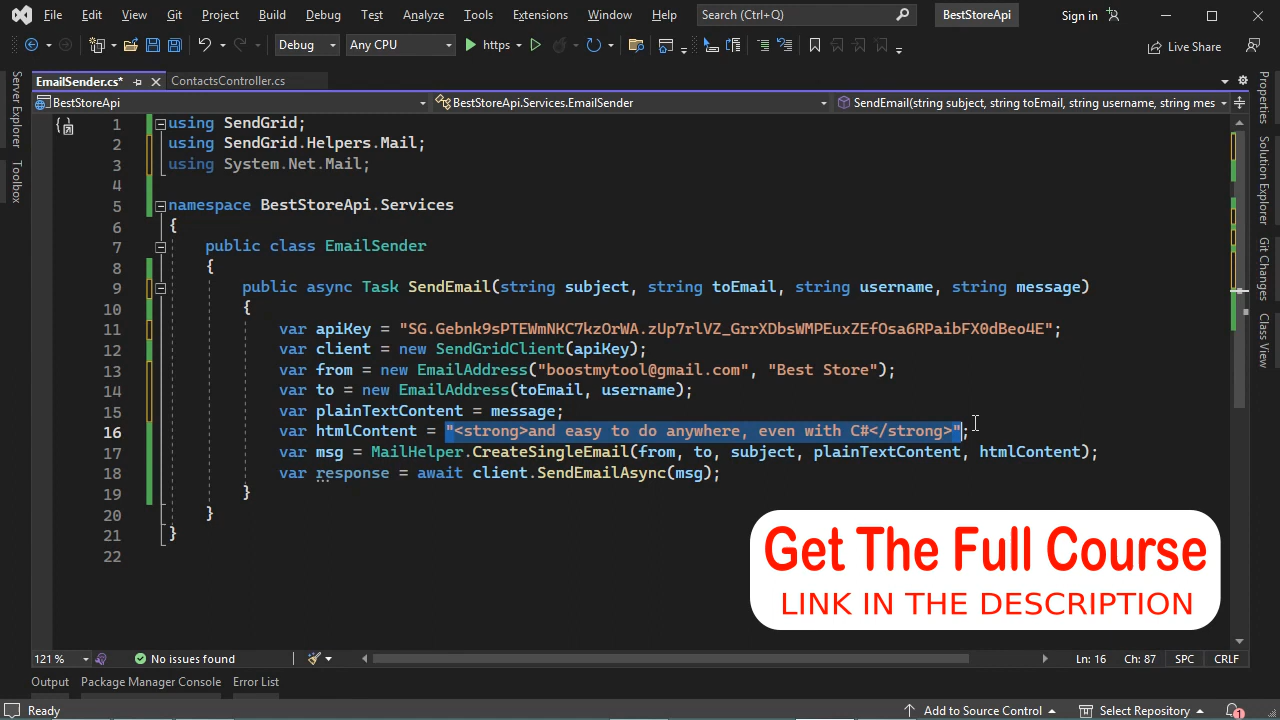 File Edit View Git Project Build Debug Test Analyze Tools Extensions Window Help Search (Ctrl+Q) BestStoreApi Sign in
Debug Any CPU https Live Share
EmailSender.cs* ContactsController.cs
BestStoreApi BestStoreApi.Services.EmailSender SendEmail(string subject, string toEmail, string username, string mes
Server Explorer
Toolbox
Properties
Solution Explorer
Git Changes
Class View
1 using SendGrid;
2 using SendGrid.Helpers.Mail;
3 using System.Net.Mail;
4
5 namespace BestStoreApi.Services
6 {
7 public class EmailSender
8 {
9 public async Task SendEmail(string subject, string toEmail, string username, string message)
10 {
11 var apiKey = "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";
12 var client = new SendGridClient(apiKey);
13 var from = new EmailAddress("boostmytool@gmail.com", "Best Store");
14 var to = new EmailAddress(toEmail, username);
15 var plainTextContent = message;
16 var htmlContent = "<strong>and easy to do anywhere, even with C#</strong>";
17 var msg = MailHelper.CreateSingleEmail(from, to, subject, plainTextContent, htmlContent);
18 var response = await client.SendEmailAsync(msg);
19 }
20 }
21 }
22
Get The Full Course
LINK IN THE DESCRIPTION
121 % No issues found Ln: 16 Ch: 87 SPC CRLF
Output Package Manager Console Error List
Ready Add to Source Control Select Repository 1